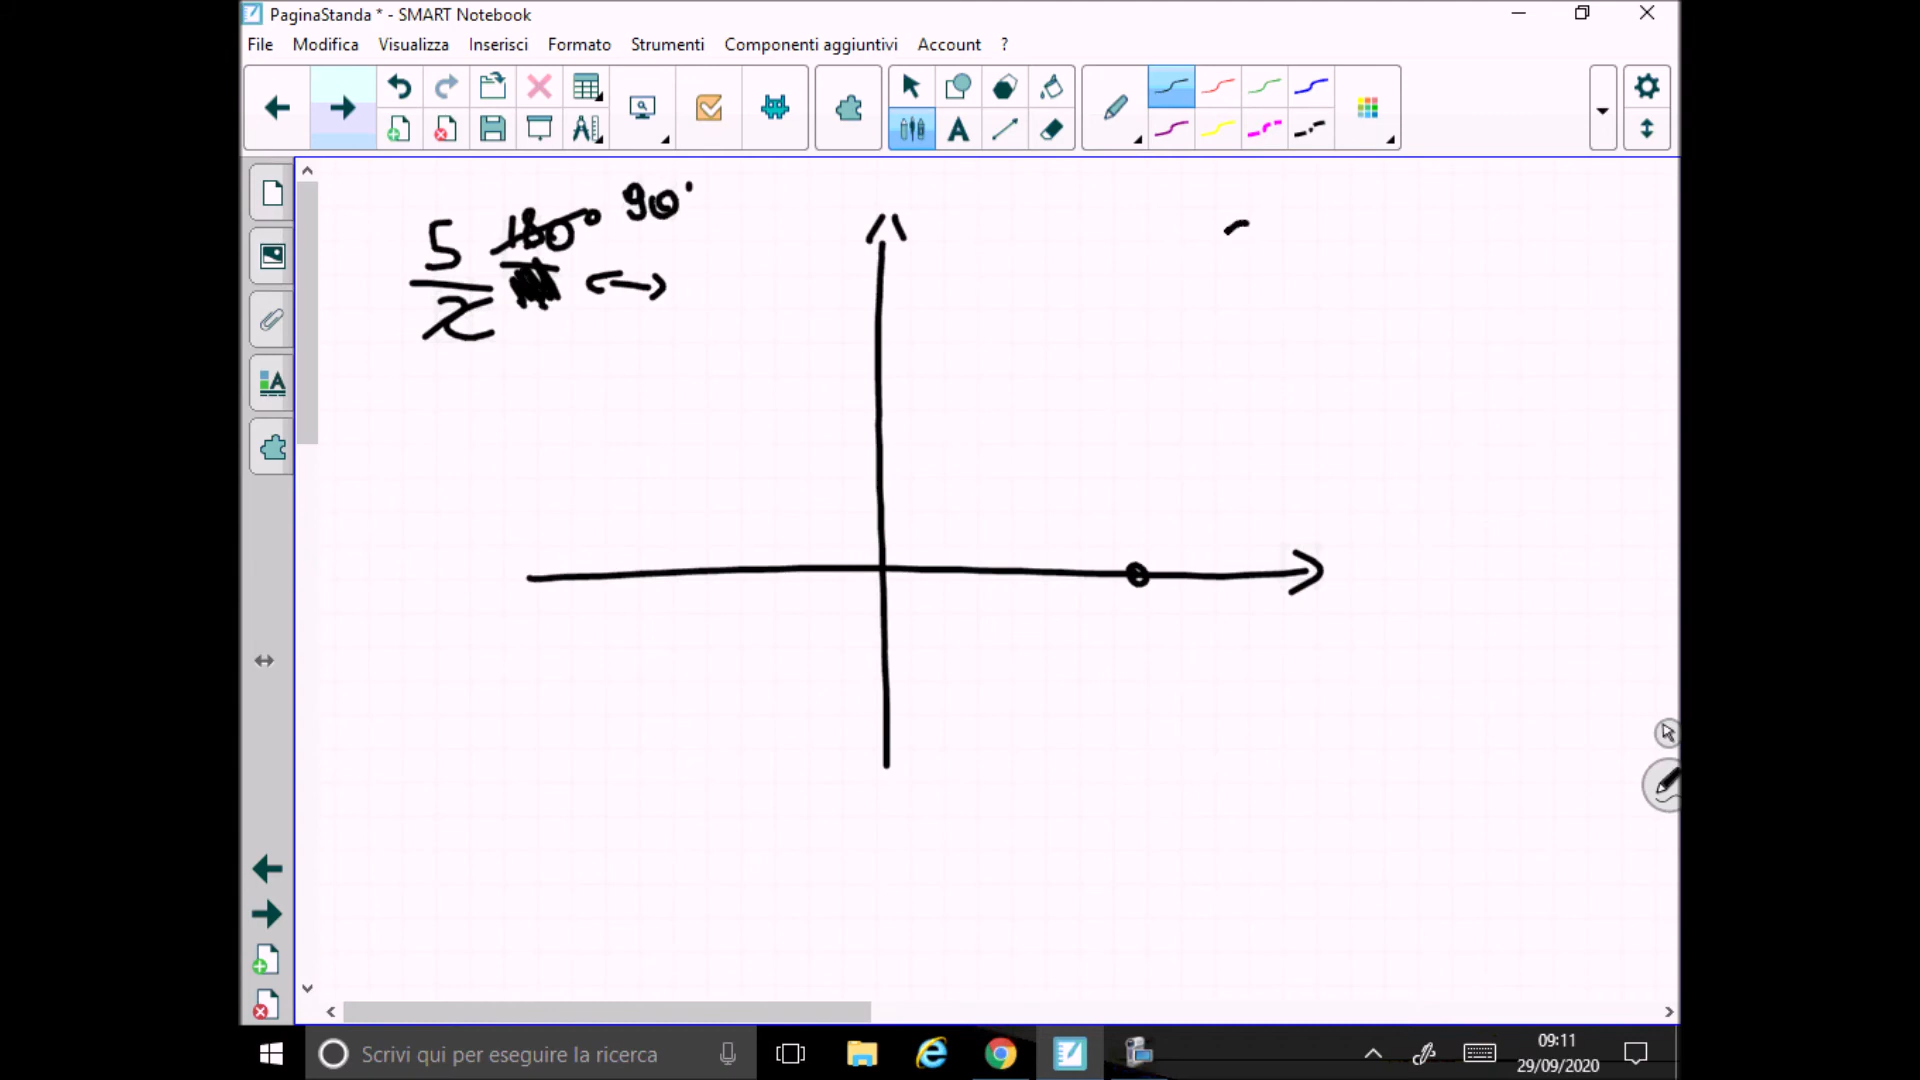 PaginaStanda * - SMART Notebook
File Modifica Visualizza Inserisci Formato Strumenti Componenti aggiuntivi Account ?
90°
5 180°
2
Scrivi qui per eseguire la ricerca
09:11
29/09/2020